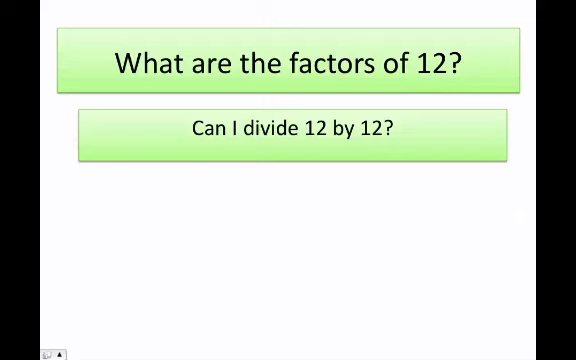 What are the factors of 12?
Can I divide 12 by 12?